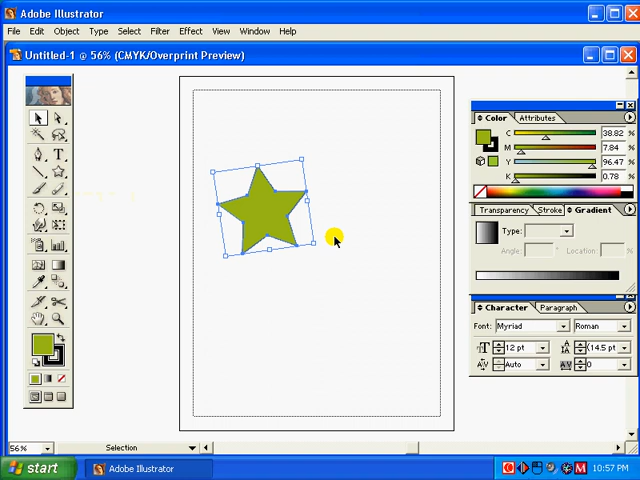 Adobe Illustrator
File Edit Object Type Select Filter Effect View Window Help
Untitled-1 @ 56% (CMYK/Overprint Preview)
Color Attributes
C 38.82 %
M 7.84 %
Y 96.47 %
K 0.78 %
Transparency Stroke Gradient
Type:
Angle: ° Location: %
Character Paragraph
Font: Myriad Roman
12 pt (14.5 pt
Auto 0
T
56% Selection
start Adobe Illustrator 10:57 PM